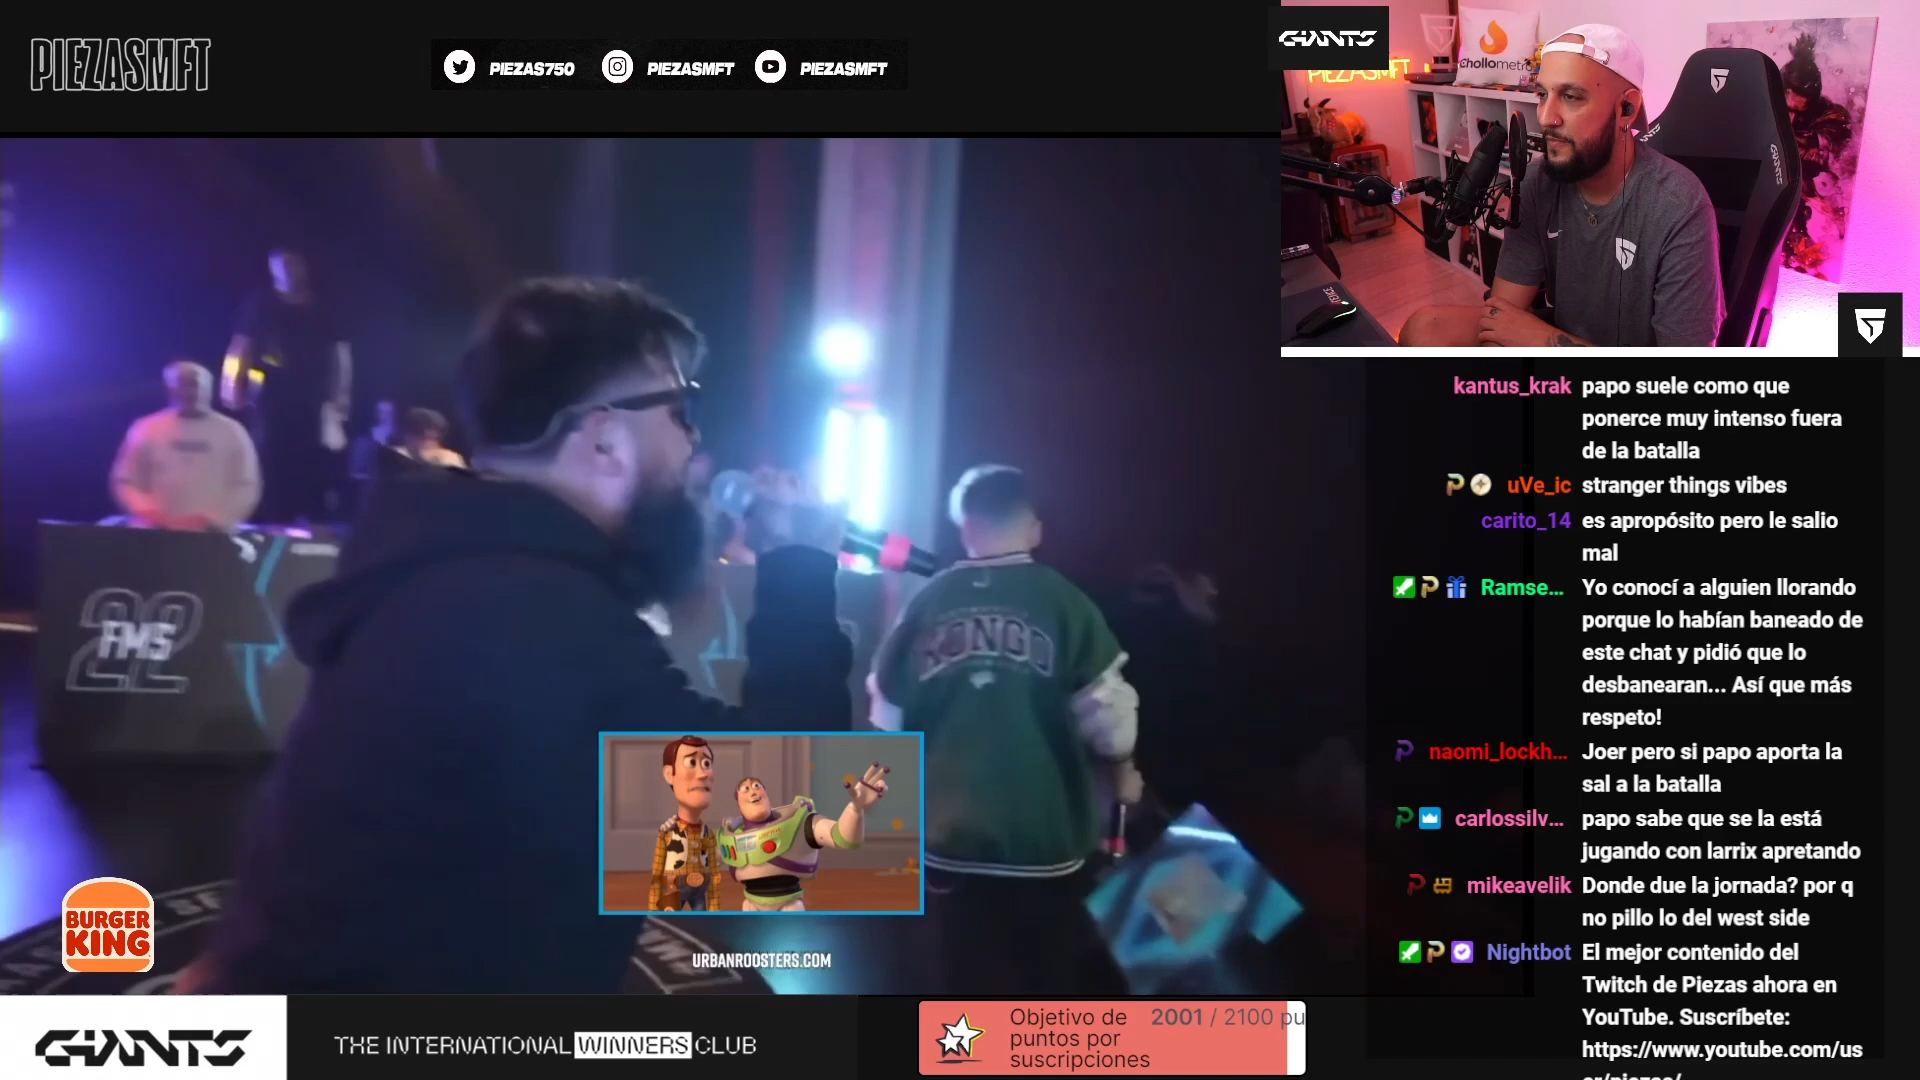 PIEZASMFT
PIEZAS750
PIEZASMFT
PIEZASMFT
GIANTS
PIEZASMFT
Chollometro
GIANTS
KONGO
22
FMS
BURGER
KING
URBANROOSTERS.COM
GIANTS
THE INTERNATIONAL WINNERS CLUB
Objetivo de
puntos por
suscripciones
2001 / 2100 pu
kantus_krak papo suele como que
ponerce muy intenso fuera
de la batalla
uVe_ic stranger things vibes
carito_14 es apropósito pero le salio
mal
Ramse... Yo conocí a alguien llorando
porque lo habían baneado de
este chat y pidió que lo
desbanearan... Así que más
respeto!
naomi_lockh... Joer pero si papo aporta la
sal a la batalla
carlossilv... papo sabe que se la está
jugando con larrix apretando
mikeavelik Donde due la jornada? por q
no pillo lo del west side
Nightbot El mejor contenido del
Twitch de Piezas ahora en
YouTube. Suscríbete:
https://www.youtube.com/us